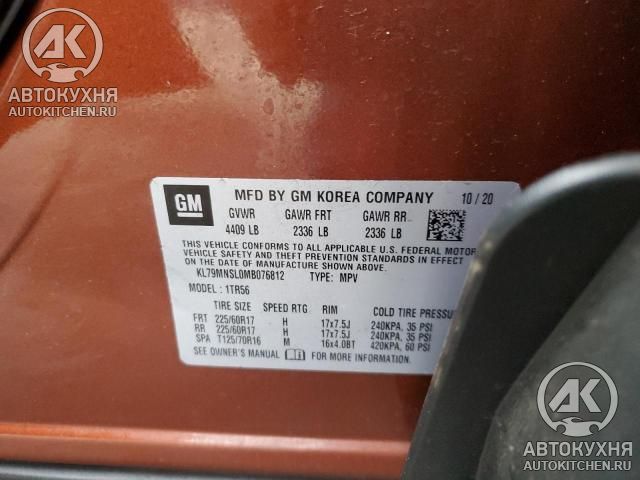 AK
АВТОКУХНЯ
AUTOKITCHEN.RU
GM
MFD BY GM KOREA COMPANY 10 / 20
GVWR GAWR FRT GAWR RR
4409 LB 2336 LB 2336 LB
THIS VEHICLE CONFORMS TO ALL APPLICABLE U.S. FEDERAL MOTOR
VEHICLE SAFETY AND THEFT PREVENTION STANDARDS IN EFFECT
ON THE DATE OF MANUFACTURE SHOWN ABOVE.
KL79MNSL0MB076812 TYPE: MPV
MODEL : 1TR56
TIRE SIZE SPEED RTG RIM COLD TIRE PRESSURE
FRT 225/60R17 H 17x7.5J 240KPA, 35 PSI
RR 225/60R17 H 17x7.5J 240KPA, 35 PSI
SPA T125/70R16 M 16x4.0BT 420KPA, 60 PSI
SEE OWNER'S MANUAL FOR MORE INFORMATION.
AK
АВТОКУХНЯ
AUTOKITCHEN.RU